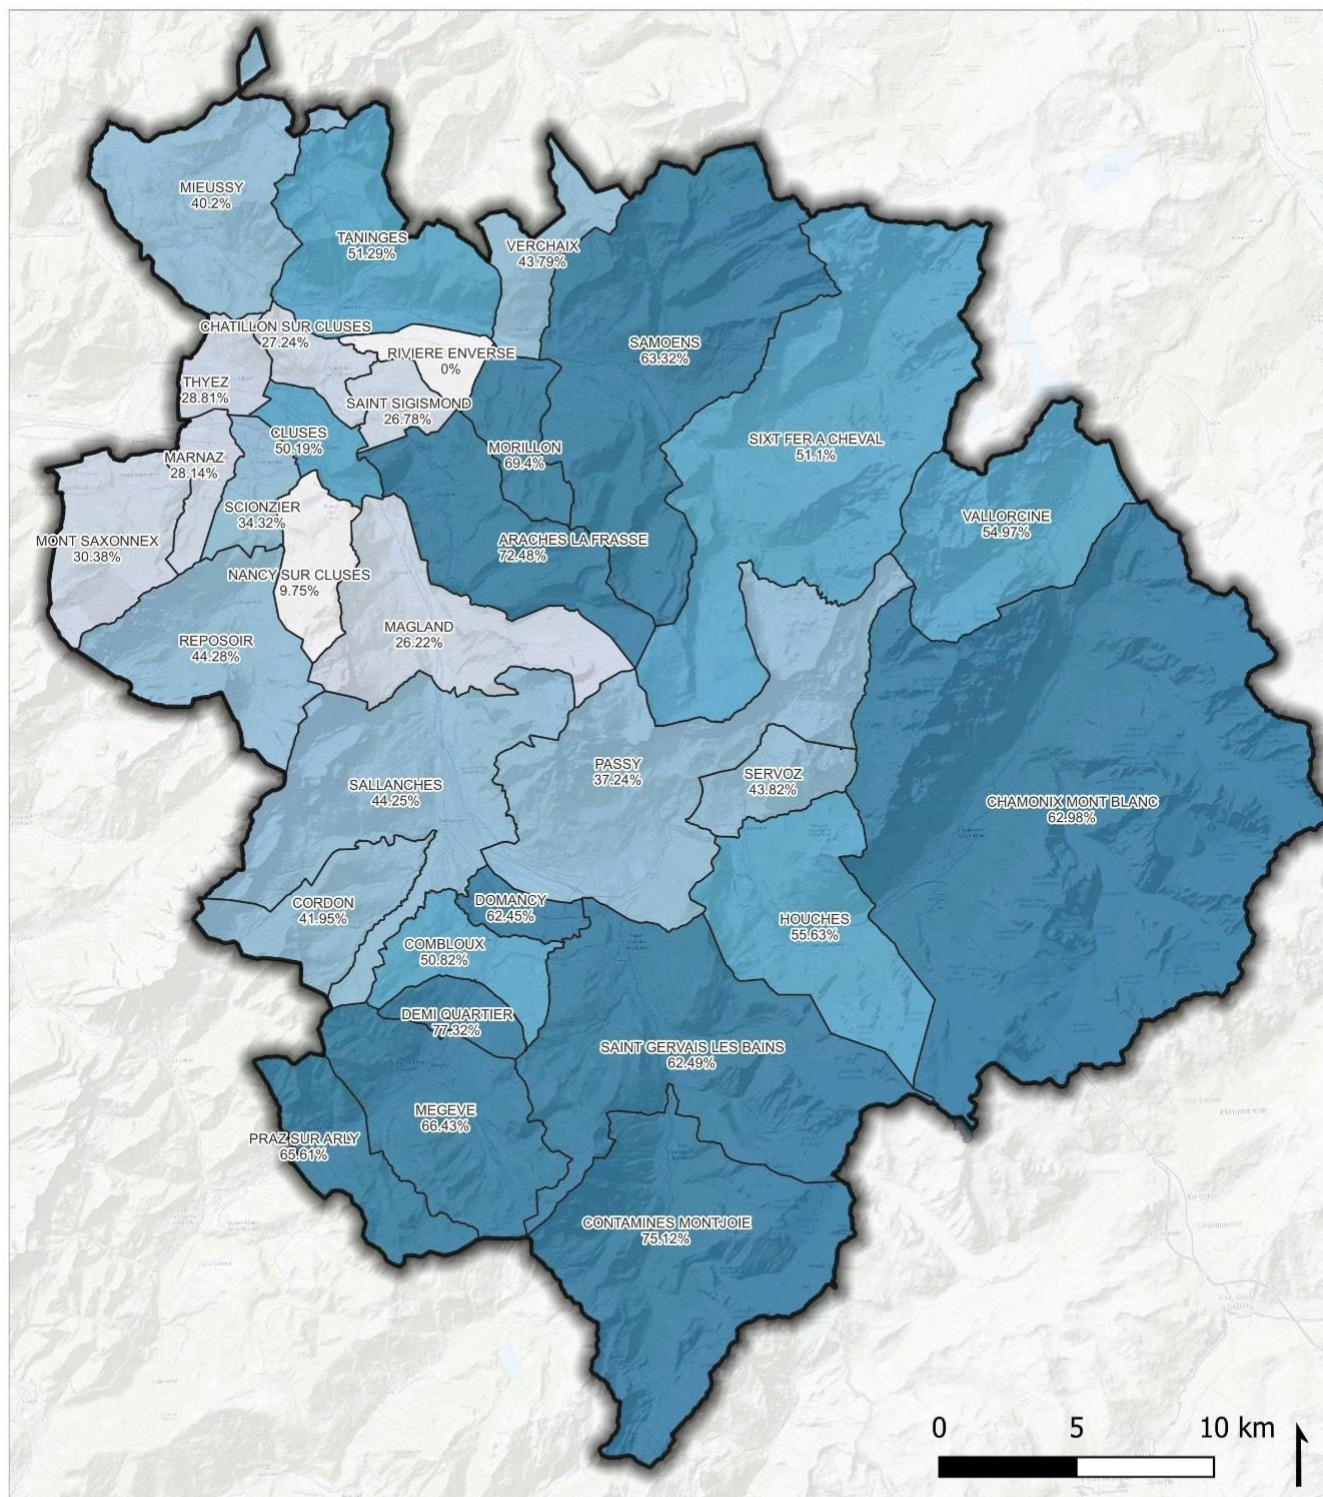 MIEUSSY
40.2%
TANINGES
51.29%
VERCHAIX
43.79%
CHATILLON SUR CLUSES
27.24%
RIVIERE ENVERSE
0%
SAMOENS
63.32%
THYEZ
28.81%
SAINT SIGISMOND
26.78%
CLUSES
50.19%
MORILLON
69.4%
SIXT FER A CHEVAL
51.1%
MARNAZ
28.14%
SCIONZIER
34.32%
VALLORCINE
54.97%
MONT SAXONNEX
30.38%
ARACHES LA FRASSE
72.48%
NANCY SUR CLUSES
9.75%
REPOSOIR
44.28%
MAGLAND
26.22%
SALLANCHES
44.25%
PASSY
37.24%
SERVOZ
43.82%
CHAMONIX MONT BLANC
62.98%
CORDON
41.95%
DOMANCY
62.45%
HOUCHES
55.63%
COMBLOUX
50.82%
DEMI QUARTIER
77.32%
SAINT GERVAIS LES BAINS
62.49%
MEGEVE
66.43%
PRAZ SUR ARLY
65.61%
CONTAMINES MONTJOIE
75.12%
0 5 10 km